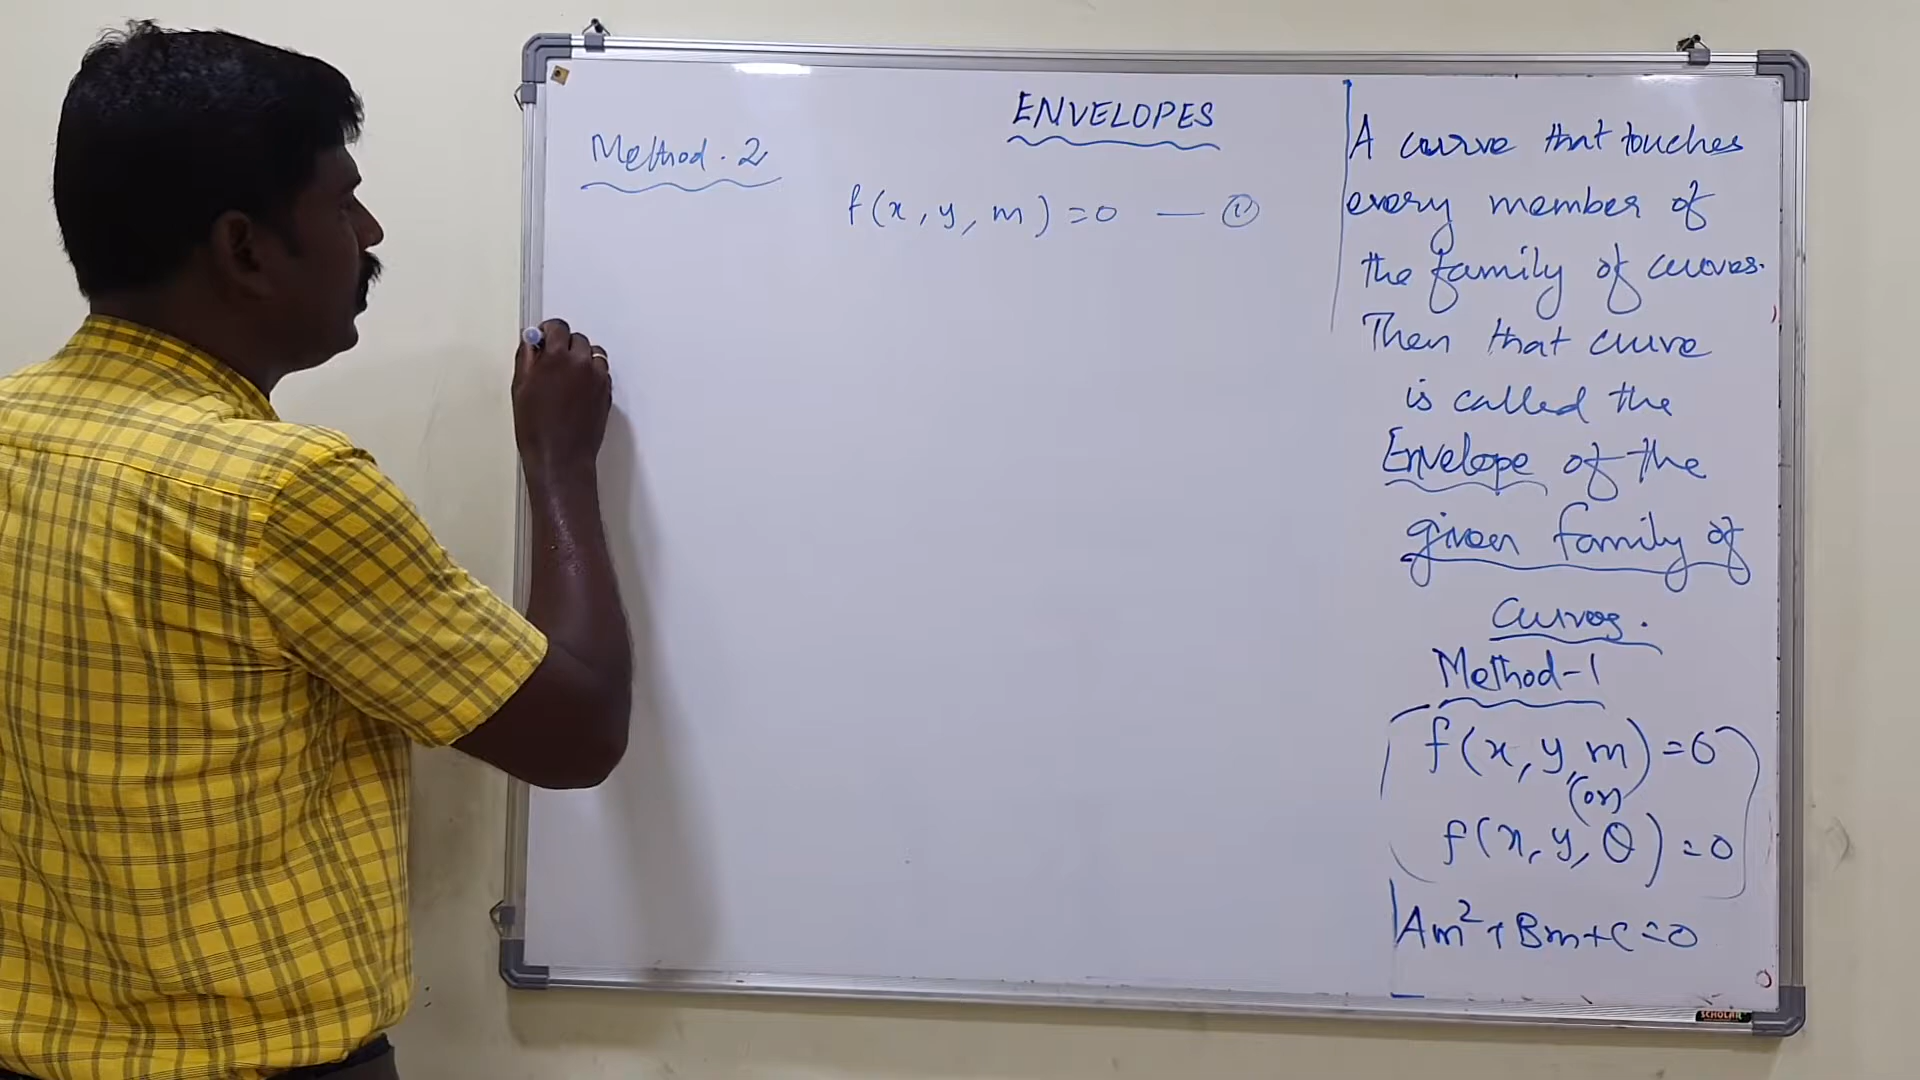 ENVELOPES
Method. 2
f(x, y, m) = 0 — ①
A curve that touches
every member of
the family of curves.
Then that curve
is called the
Envelope of the
given family of
Curves.
Method-1
f(x, y, m) = 0
(or)
f(x, y, θ) = 0
Am²+Bm+C=0
SCHOLAR